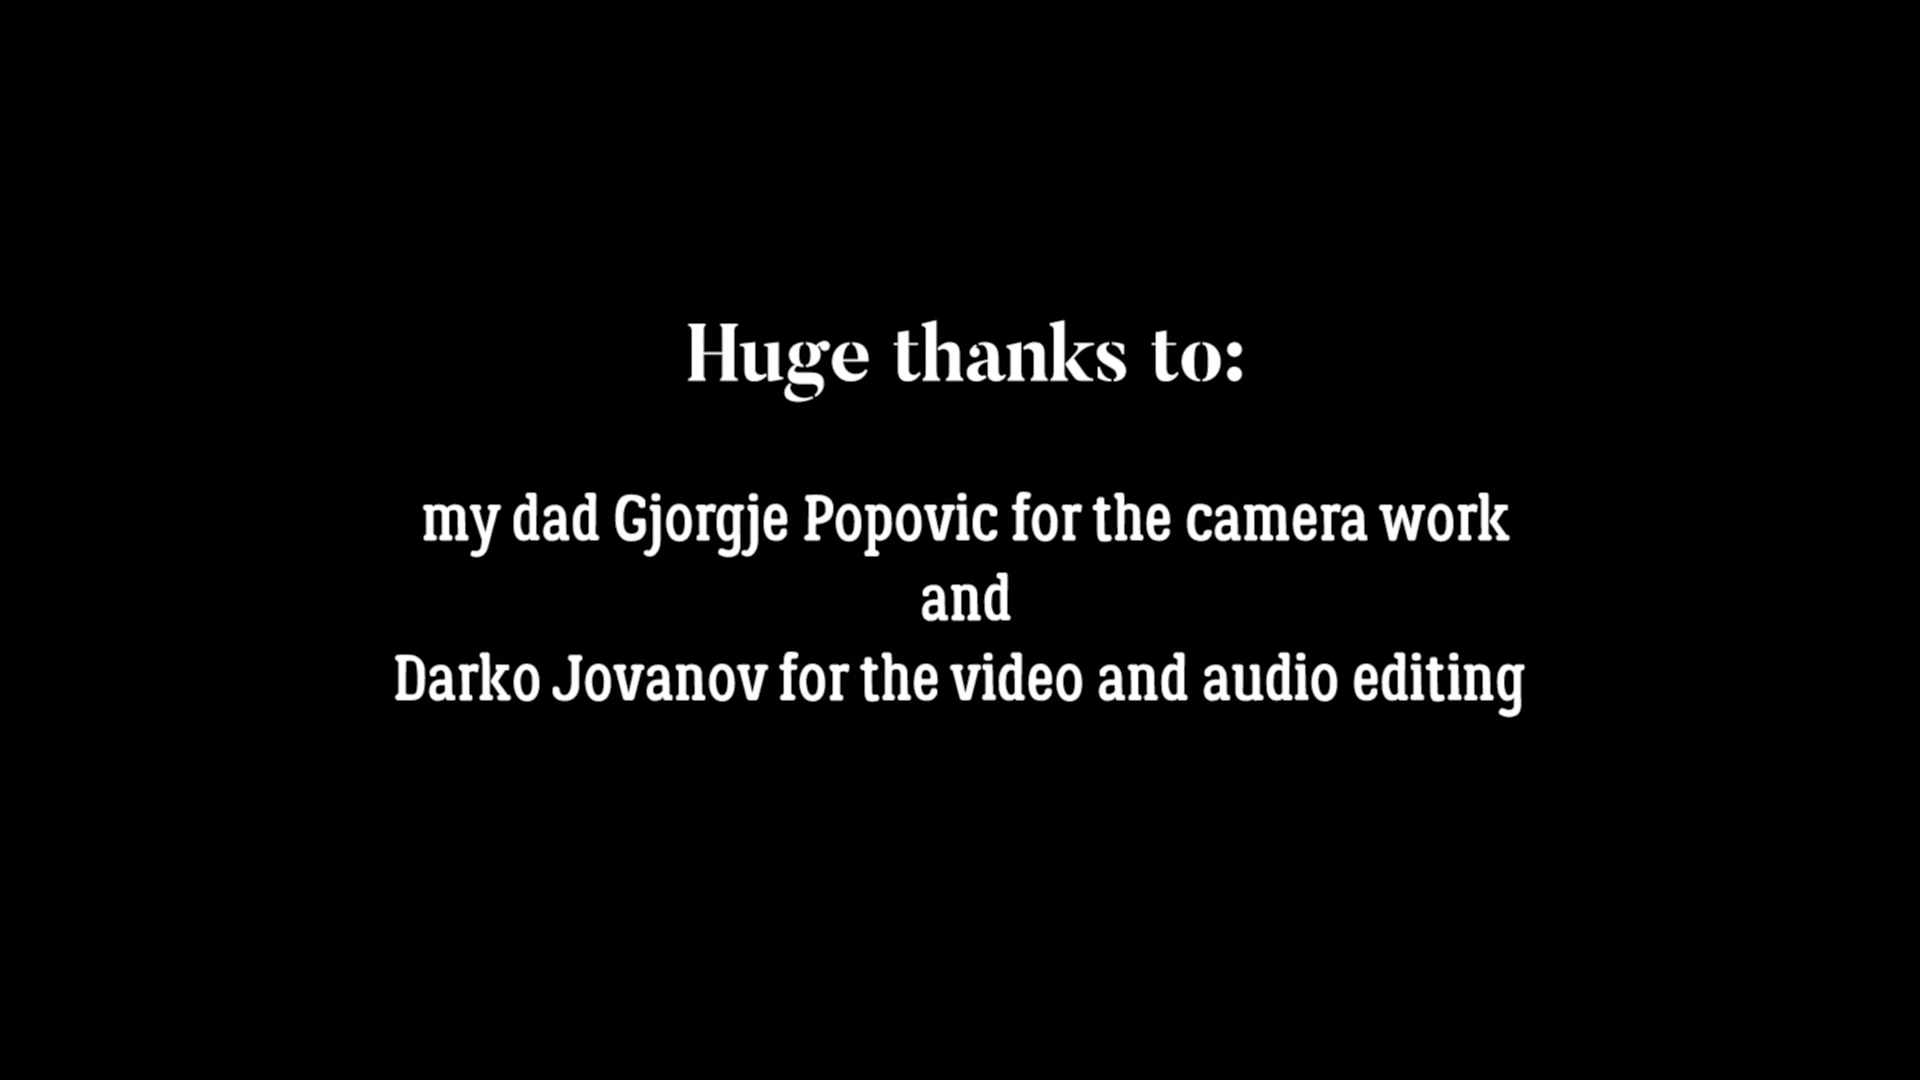 Huge thanks to:
my dad Gjorgje Popovic for the camera work
and
Darko Jovanov for the video and audio editing